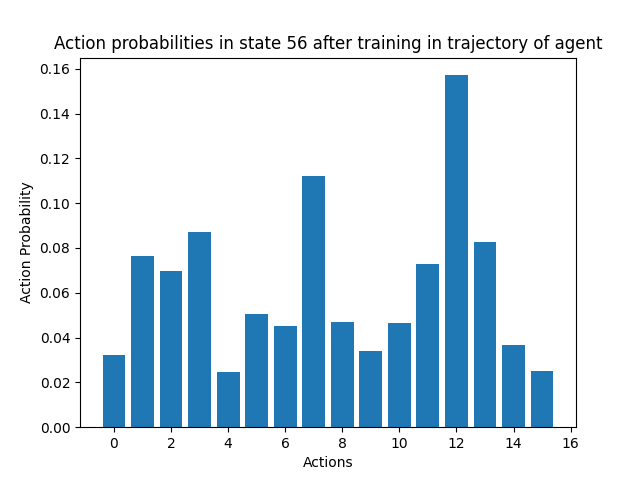 Action probabilities in state 56 after training in trajectory of agent
0.16
0.14
0.12
0.10
0.08
0.06
0.04
0.02
0.00
Action Probability
0 2 4 6 8 10 12 14 16
Actions